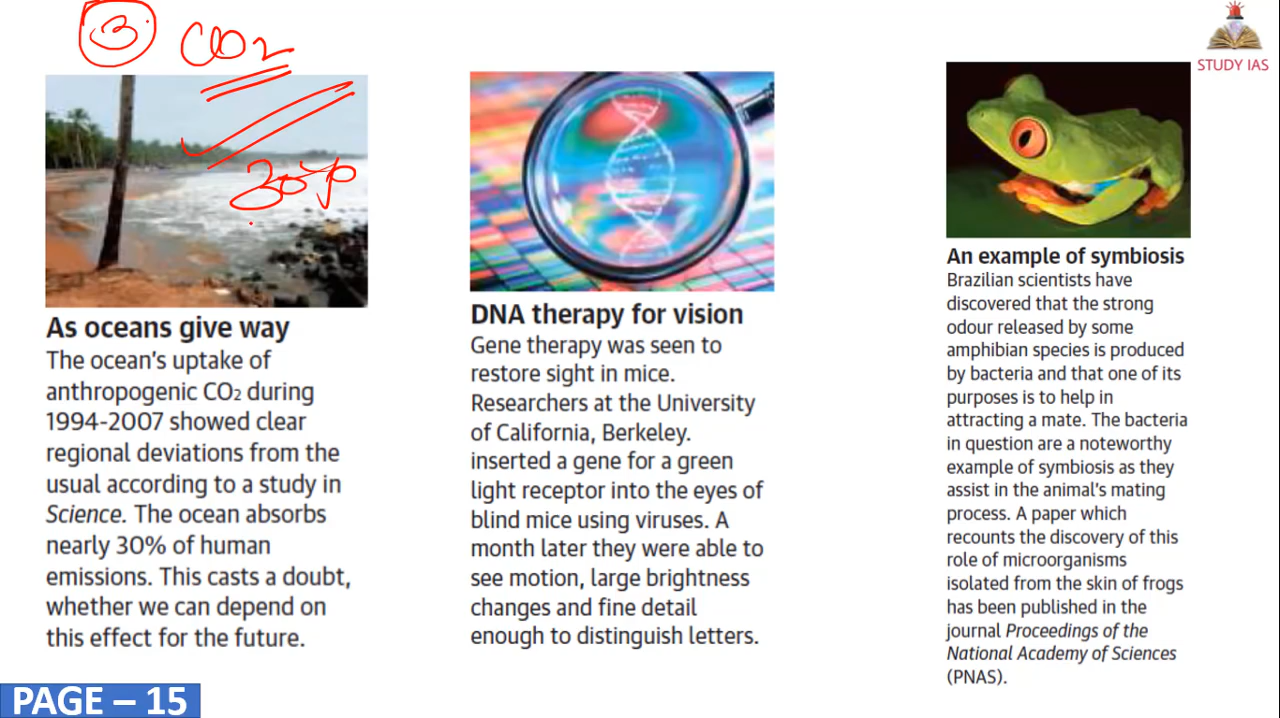 3
CO2
30%
STUDY IAS
As oceans give way
The ocean's uptake of
anthropogenic CO2 during
1994-2007 showed clear
regional deviations from the
usual according to a study in
Science. The ocean absorbs
nearly 30% of human
emissions. This casts a doubt,
whether we can depend on
this effect for the future.
DNA therapy for vision
Gene therapy was seen to
restore sight in mice.
Researchers at the University
of California, Berkeley.
inserted a gene for a green
light receptor into the eyes of
blind mice using viruses. A
month later they were able to
see motion, large brightness
changes and fine detail
enough to distinguish letters.
An example of symbiosis
Brazilian scientists have
discovered that the strong
odour released by some
amphibian species is produced
by bacteria and that one of its
purposes is to help in
attracting a mate. The bacteria
in question are a noteworthy
example of symbiosis as they
assist in the animal's mating
process. A paper which
recounts the discovery of this
role of microorganisms
isolated from the skin of frogs
has been published in the
journal Proceedings of the
National Academy of Sciences
(PNAS).
PAGE – 15